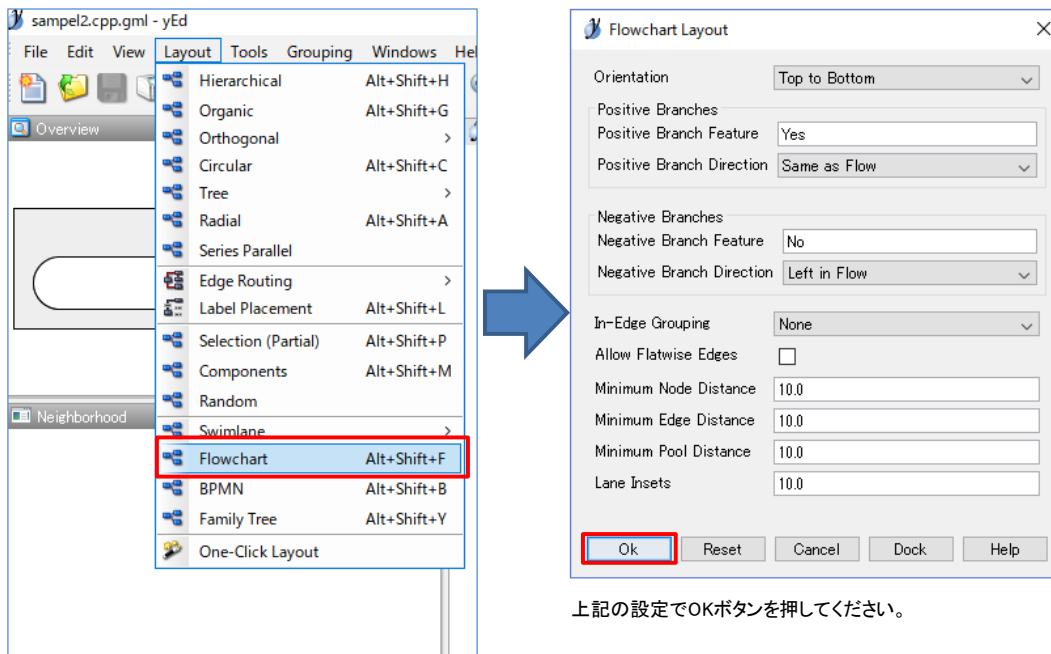 sampel2.cpp.gml - yEd
File Edit View Layout Tools Grouping Windows Hel
Overview
Hierarchical Alt+Shift+H
Organic Alt+Shift+G
Orthogonal
Circular Alt+Shift+C
Tree
Radial Alt+Shift+A
Series Parallel
Edge Routing
Label Placement Alt+Shift+L
Selection (Partial) Alt+Shift+P
Components Alt+Shift+M
Random
Neighborhood
Swimlane
Flowchart Alt+Shift+F
BPMN Alt+Shift+B
Family Tree Alt+Shift+Y
One-Click Layout
Flowchart Layout
Orientation Top to Bottom
Positive Branches
Positive Branch Feature Yes
Positive Branch Direction Same as Flow
Negative Branches
Negative Branch Feature No
Negative Branch Direction Left in Flow
In-Edge Grouping None
Allow Flatwise Edges
Minimum Node Distance 10.0
Minimum Edge Distance 10.0
Minimum Pool Distance 10.0
Lane Insets 10.0
Ok Reset Cancel Dock Help
上記の設定でOKボタンを押してください。